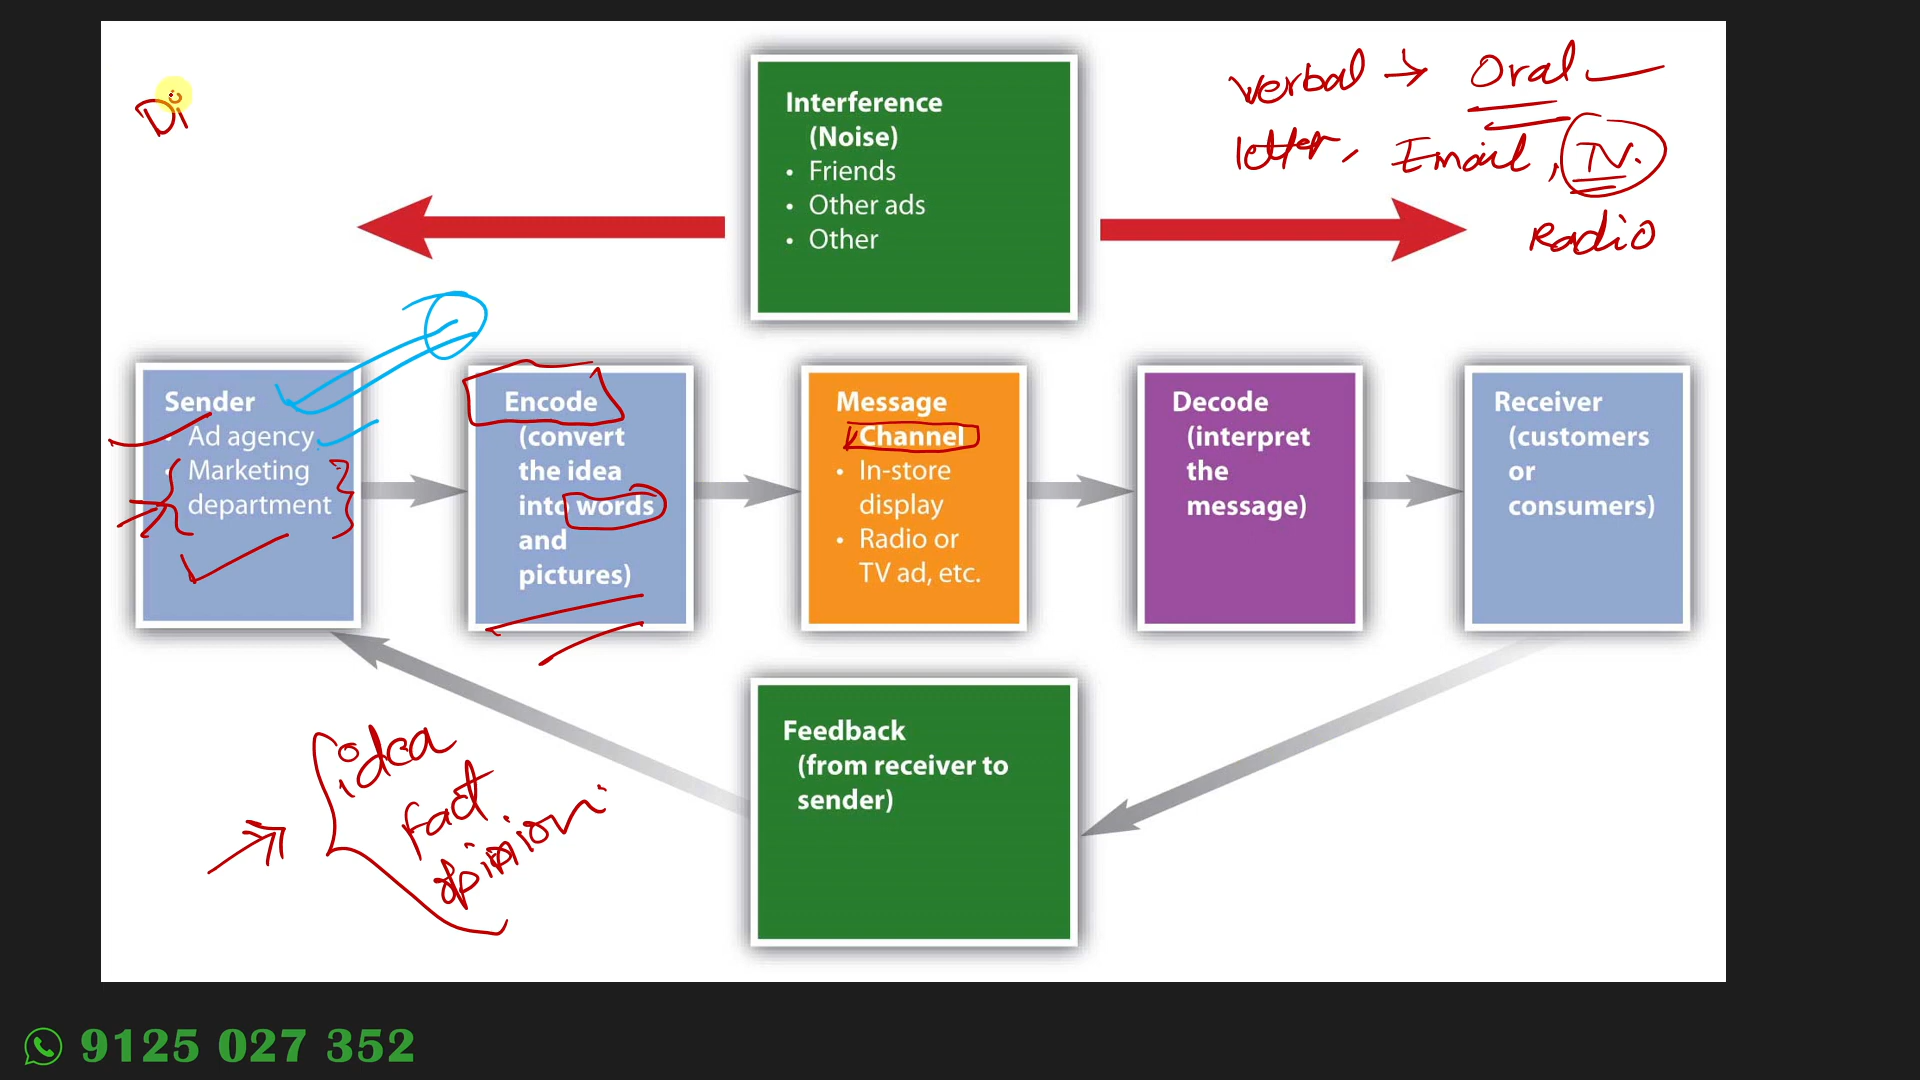 Di
verbal → Oral
letter, Email, TV.
Radio
Interference
(Noise)
• Friends
• Other ads
• Other
Sender
• Ad agency
• Marketing
department
Encode
(convert
the idea
into words
and
pictures)
Message
Channel
• In-store
display
• Radio or
TV ad, etc.
Decode
(interpret
the
message)
Receiver
(customers
or
consumers)
Feedback
(from receiver to
sender)
idea
fact
opinion
9125 027 352